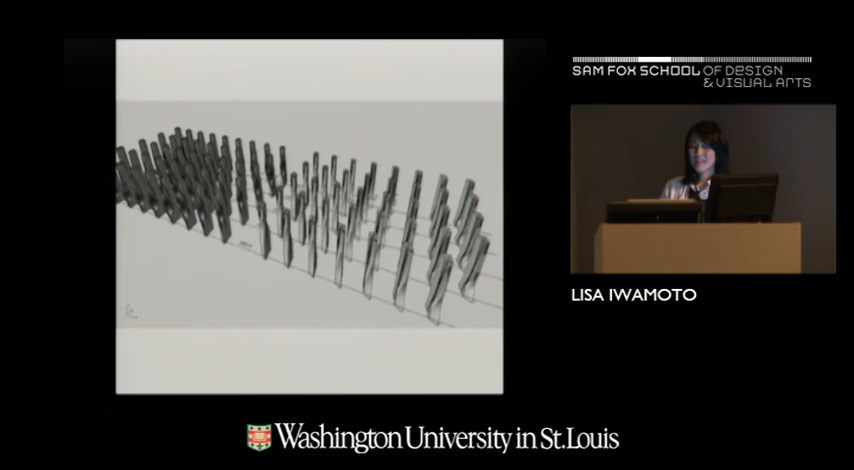 SAM FOX SCHOOL OF DESIGN
& VISUAL ARTS
LISA IWAMOTO
Washington University in St. Louis